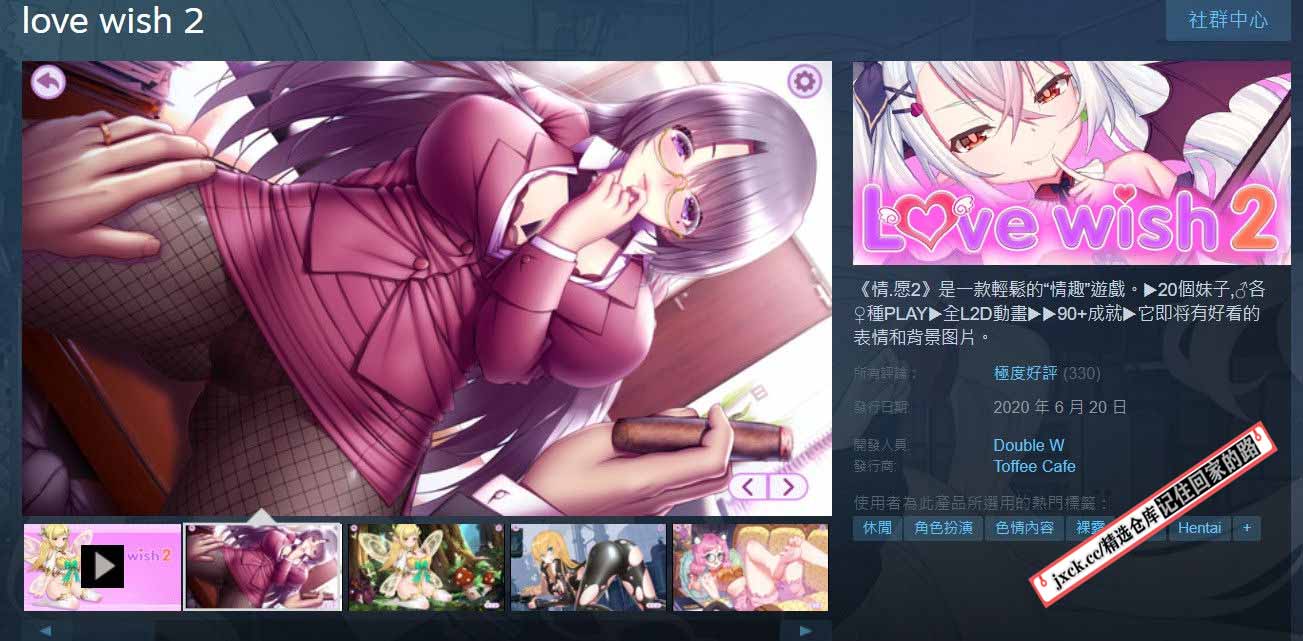 love wish 2
社群中心
Love wish 2
《情.愿2》是一款輕鬆的“情趣”遊戲。▶20個妹子,♂各
♀種PLAY▶全L2D動畫▶▶90+成就▶它即将有好看的
表情和背景图片。
所有評論：
極度好評 (330)
發行日期:
2020 年 6 月 20 日
開發人員:
Double W
發行商:
Toffee Cafe
使用者為此產品所選用的熱門標籤：
休閒 角色扮演 色情內容 裸露 Hentai +
wish 2
jxck.cc/精选仓库记住回家的路